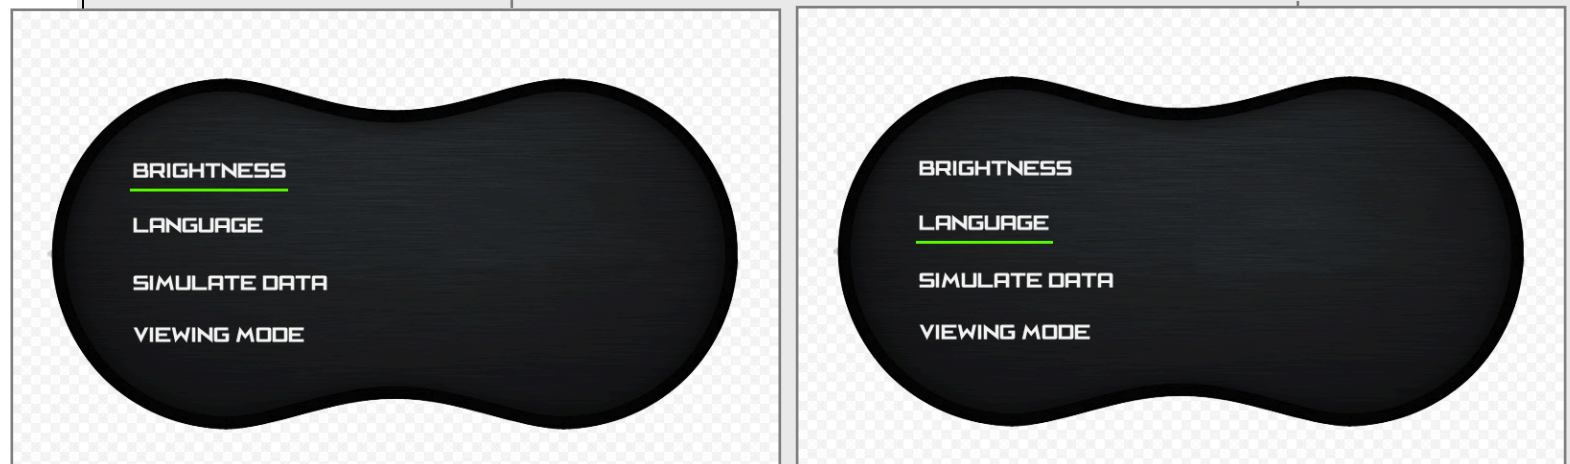 BRIGHTNESS
LANGUAGE
SIMULATE DATA
VIEWING MODE
BRIGHTNESS
LANGUAGE
SIMULATE DATA
VIEWING MODE